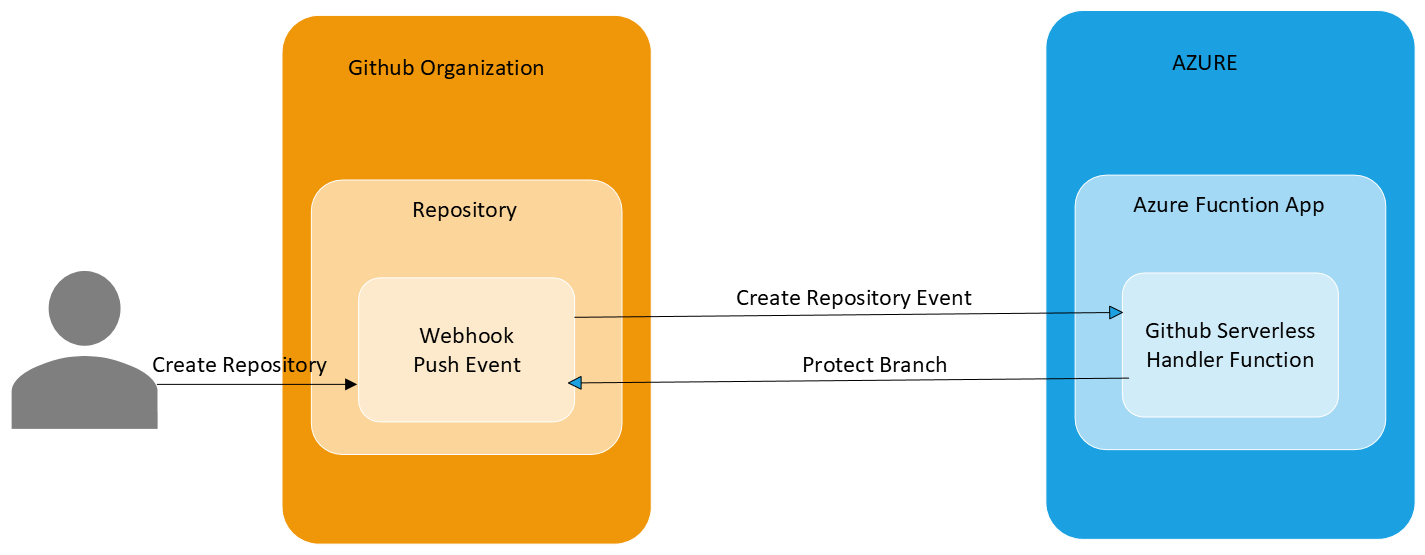 Github Organization
AZURE
Repository
Azure Fucntion App
Create Repository
Webhook
Push Event
Create Repository Event
Protect Branch
Github Serverless
Handler Function